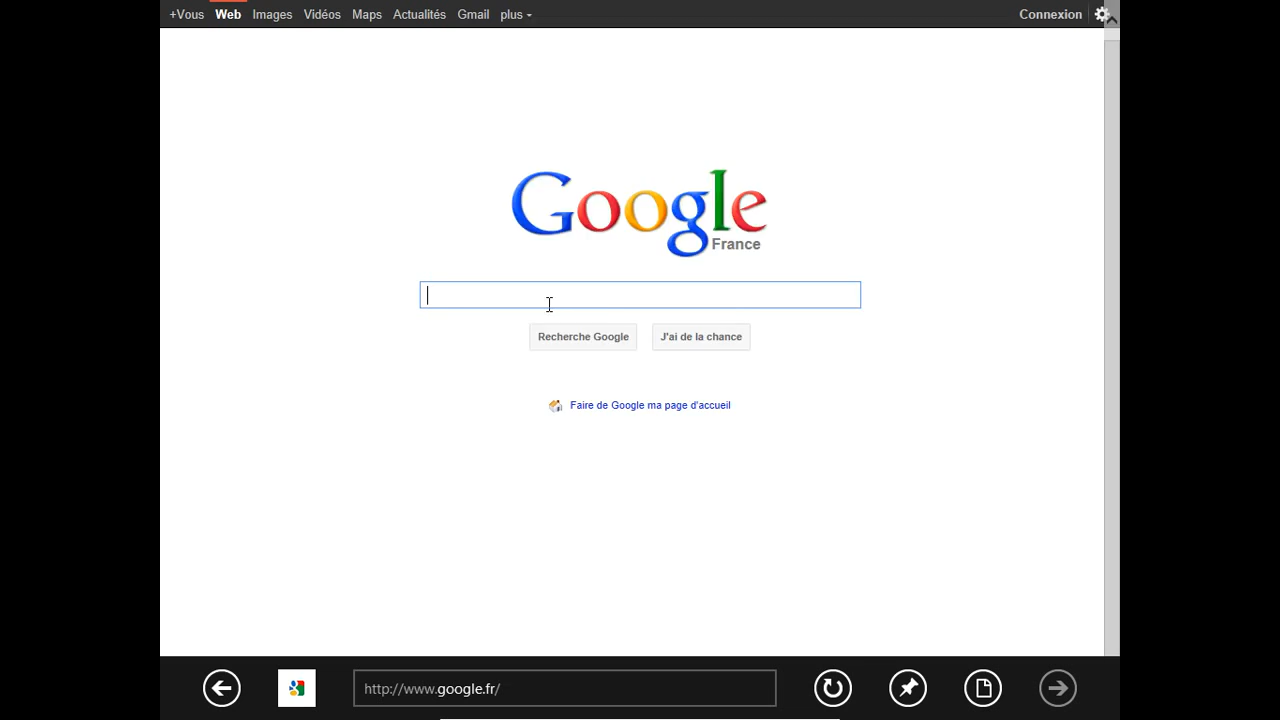 +Vous Web Images Vidéos Maps Actualités Gmail plus Connexion
Google
France
Recherche Google J'ai de la chance
Faire de Google ma page d'accueil
http://www.google.fr/